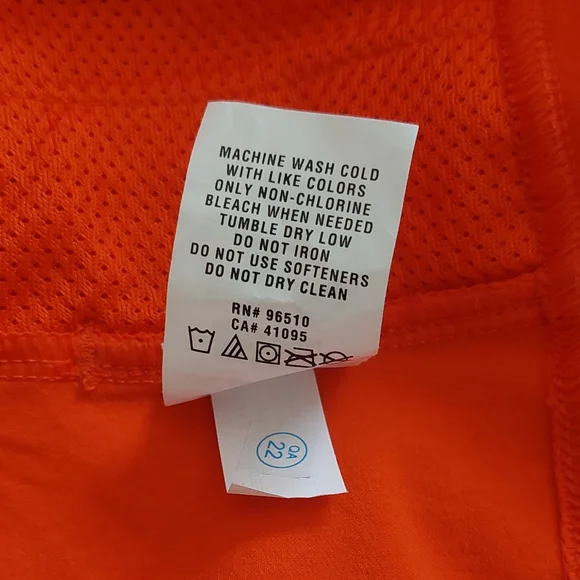 MACHINE WASH COLD
WITH LIKE COLORS
ONLY NON-CHLORINE
BLEACH WHEN NEEDED
TUMBLE DRY LOW
DO NOT IRON
DO NOT USE SOFTENERS
DO NOT DRY CLEAN
RN# 96510
CA# 41095
QA
22